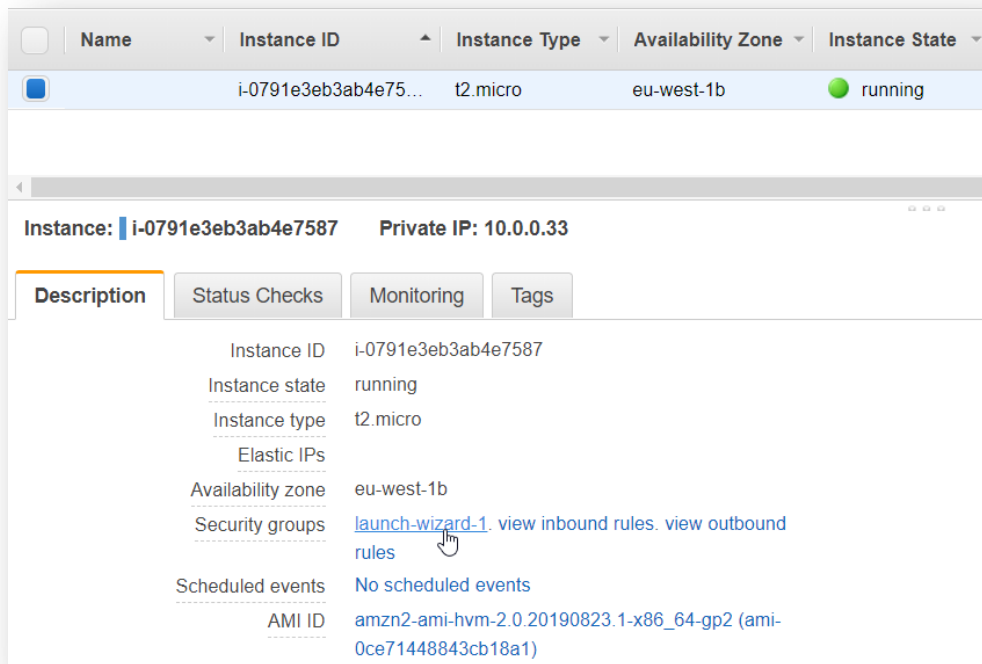 Name Instance ID Instance Type Availability Zone Instance State
i-0791e3eb3ab4e75... t2.micro eu-west-1b running
Instance: i-0791e3eb3ab4e7587 Private IP: 10.0.0.33
Description Status Checks Monitoring Tags
Instance ID i-0791e3eb3ab4e7587
Instance state running
Instance type t2.micro
Elastic IPs
Availability zone eu-west-1b
Security groups launch-wizard-1. view inbound rules. view outbound
rules
Scheduled events No scheduled events
AMI ID amzn2-ami-hvm-2.0.20190823.1-x86_64-gp2 (ami-
0ce71448843cb18a1)